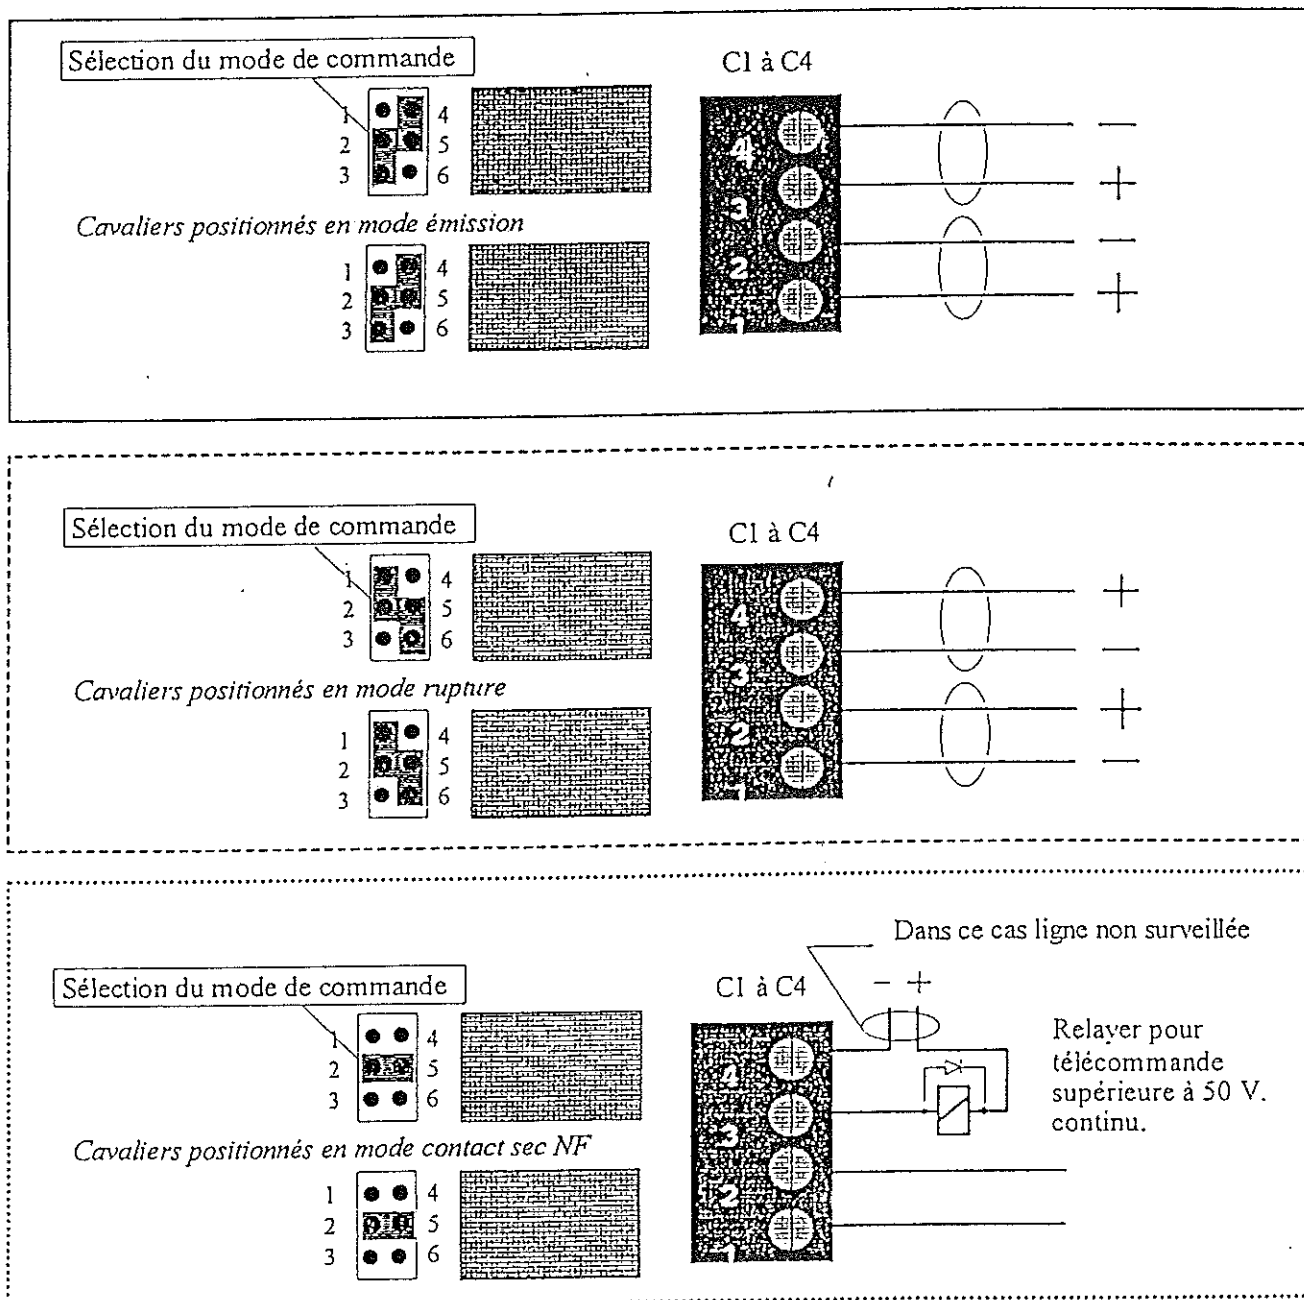 Sélection du mode de commande
C1 à C4
1 4
2 5
3 6
4
3
2
1
−
+
−
+
Cavaliers positionnés en mode émission
1 4
2 5
3 6
Sélection du mode de commande
C1 à C4
1 4
2 5
3 6
4
3
2
1
+
−
+
−
Cavaliers positionnés en mode rupture
1 4
2 5
3 6
Dans ce cas ligne non surveillée
Sélection du mode de commande
C1 à C4
− +
1 4
2 5
3 6
4
3
2
1
Relayer pour
télécommande
supérieure à 50 V.
continu.
Cavaliers positionnés en mode contact sec NF
1 4
2 5
3 6